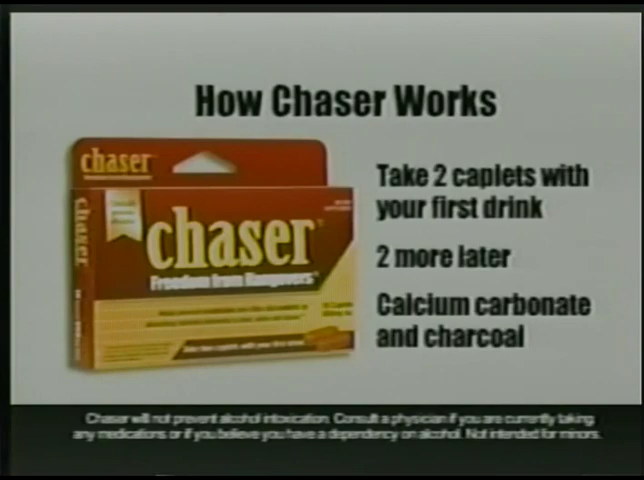 How Chaser Works
chaser
chaser
chaser
Freedom from Hangovers
Take 2 caplets with
your first drink
2 more later
Calcium carbonate
and charcoal
Chaser will not prevent alcohol intoxication. Consult a physician if you are currently taking
any medications or if you believe you have a dependency on alcohol. Not intended for minors.